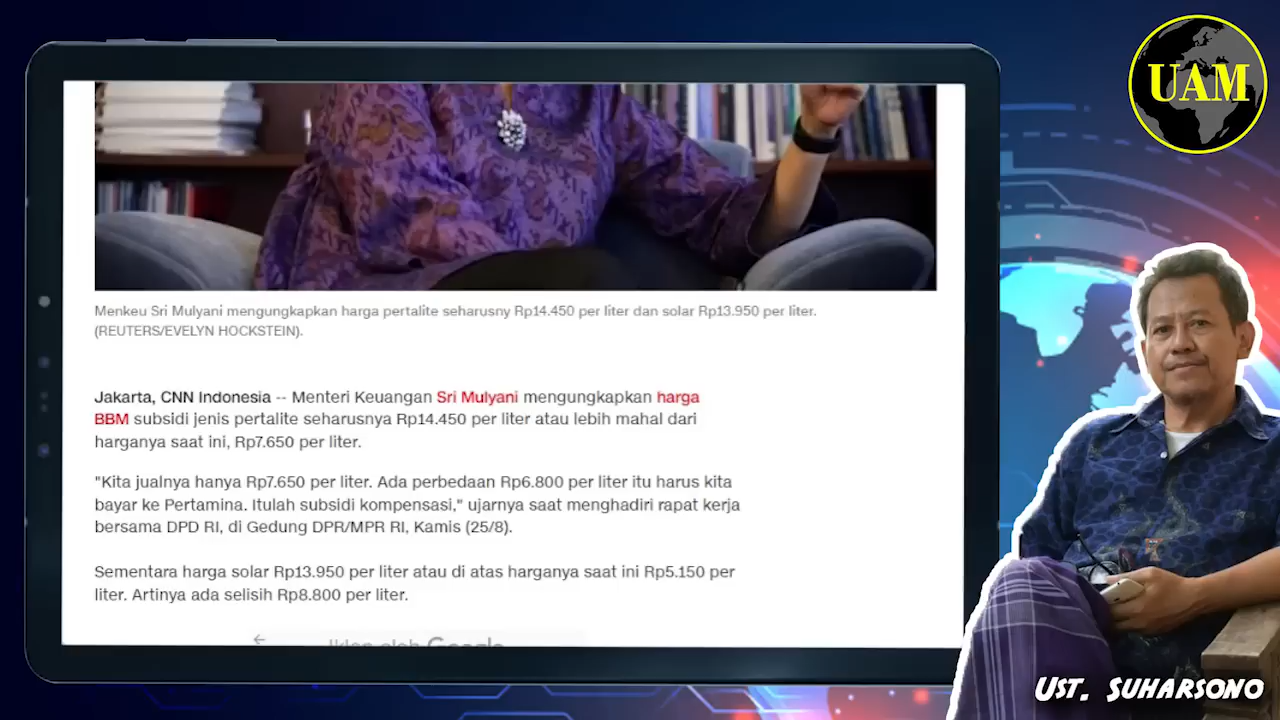 UAM
Menkeu Sri Mulyani mengungkapkan harga pertalite seharusny Rp14.450 per liter dan solar Rp13.950 per liter.
(REUTERS/EVELYN HOCKSTEIN).
Jakarta, CNN Indonesia -- Menteri Keuangan Sri Mulyani mengungkapkan harga
BBM subsidi jenis pertalite seharusnya Rp14.450 per liter atau lebih mahal dari
harganya saat ini, Rp7.650 per liter.
"Kita jualnya hanya Rp7.650 per liter. Ada perbedaan Rp6.800 per liter itu harus kita
bayar ke Pertamina. Itulah subsidi kompensasi," ujarnya saat menghadiri rapat kerja
bersama DPD RI, di Gedung DPR/MPR RI, Kamis (25/8).
Sementara harga solar Rp13.950 per liter atau di atas harganya saat ini Rp5.150 per
liter. Artinya ada selisih Rp8.800 per liter.
Iklan oleh Google
Ust. Suharsono